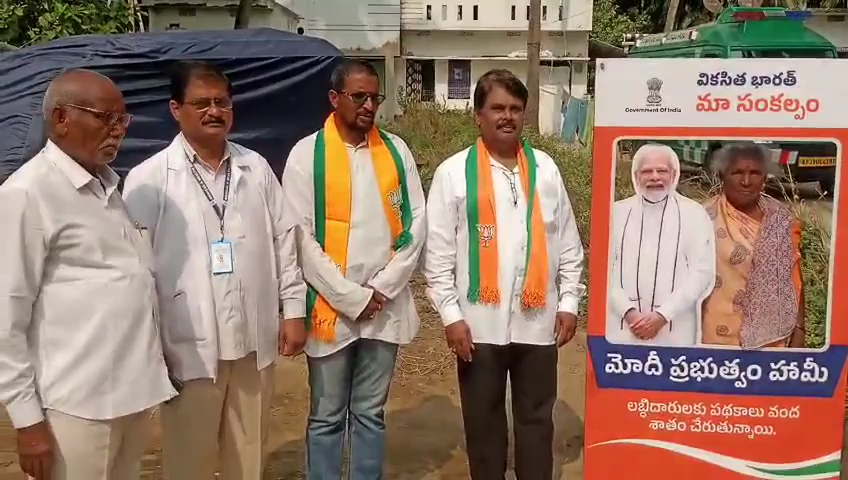 వికసిత భారత్
మా సంకల్పం
Government Of India
మోదీ ప్రభుత్వం హామీ
లబ్ధిదారులకు పథకాలు వంద
శాతం చేరుతున్నాయి.